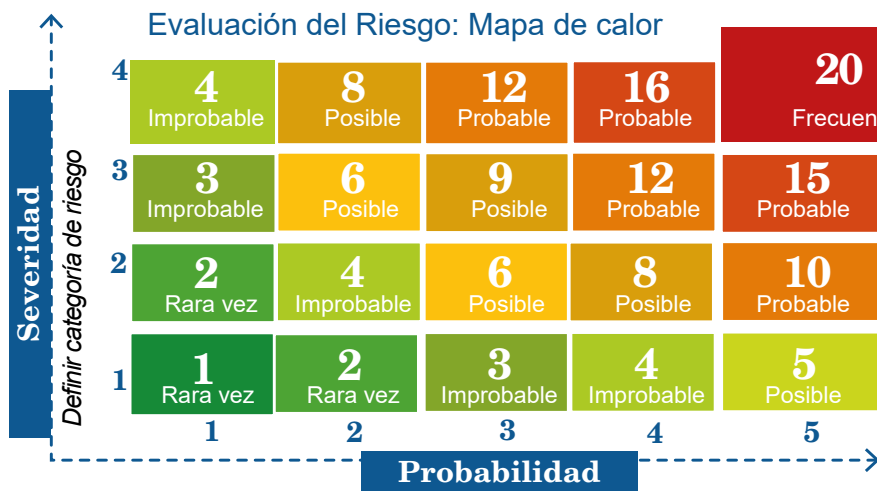 Evaluación del Riesgo: Mapa de calor
Severidad
Definir categoría de riesgo
4
4
Improbable
8
Posible
12
Probable
16
Probable
20
Frecuen
3
3
Improbable
6
Posible
9
Posible
12
Probable
15
Probable
2
2
Rara vez
4
Improbable
6
Posible
8
Posible
10
Probable
1
1
Rara vez
2
Rara vez
3
Improbable
4
Improbable
5
Posible
1
2
3
4
5
Probabilidad